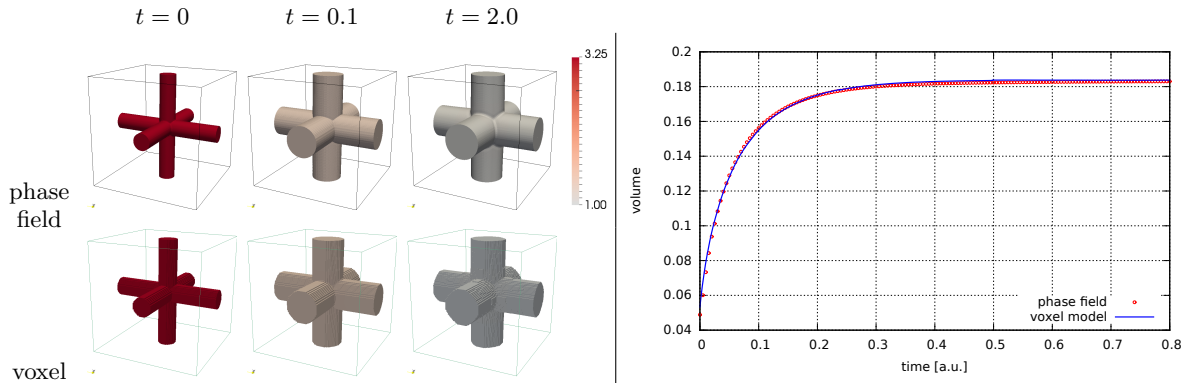 t = 0 t = 0.1 t = 2.0
3.25
1.00
phase
field
voxel
0.2
0.18
0.16
0.14
0.12
0.1
0.08
0.06
0.04
volume
phase field
voxel model
0 0.1 0.2 0.3 0.4 0.5 0.6 0.7 0.8
time [a.u.]